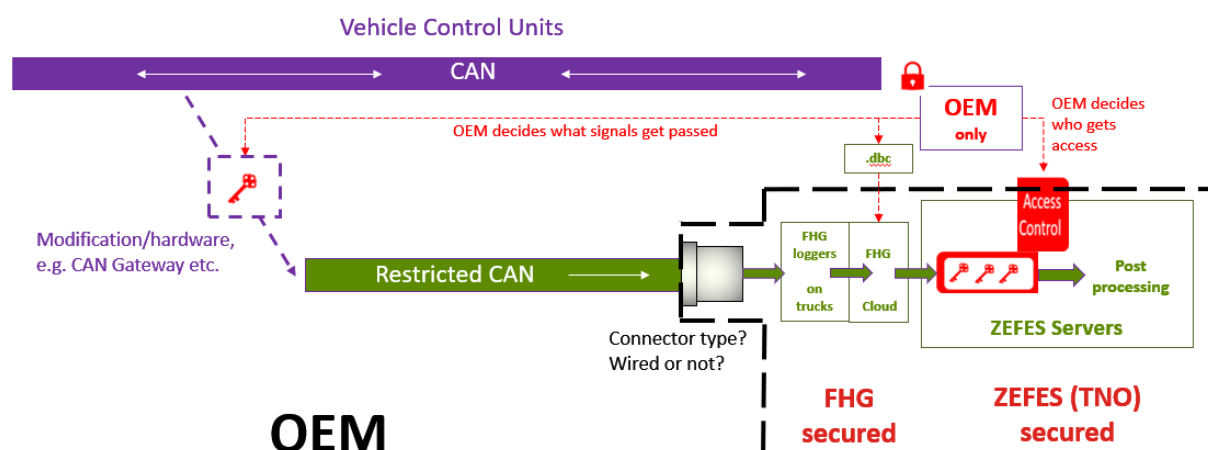 Vehicle Control Units
CAN
OEM
only
OEM decides
who gets
access
OEM decides what signals get passed
.dbc
Access
Control
Modification/hardware,
e.g. CAN Gateway etc.
Restricted CAN
FHG
loggers
on
trucks
FHG
Cloud
Post
processing
ZEFES Servers
Connector type?
Wired or not?
OEM
FHG
secured
ZEFES (TNO)
secured